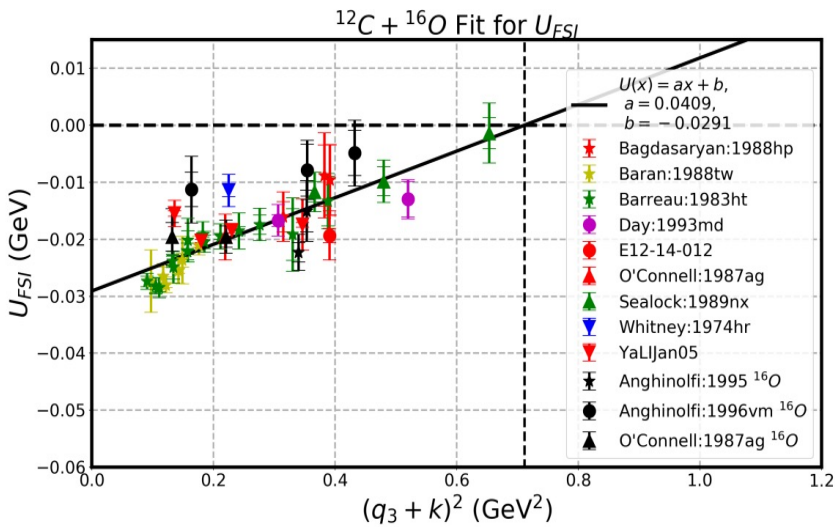 ¹²C + ¹⁶O Fit for U_FSI
0.01
0.00
−0.01
−0.02
−0.03
−0.04
−0.05
−0.06
U_FSI (GeV)
U(x) = ax + b,
a = 0.0409,
b = −0.0291
Bagdasaryan:1988hp
Baran:1988tw
Barreau:1983ht
Day:1993md
E12-14-012
O'Connell:1987ag
Sealock:1989nx
Whitney:1974hr
YaLIJan05
Anghinolfi:1995 ¹⁶O
Anghinolfi:1996vm ¹⁶O
O'Connell:1987ag ¹⁶O
0.0 0.2 0.4 0.6 0.8 1.0 1.2
(q₃ + k)² (GeV²)